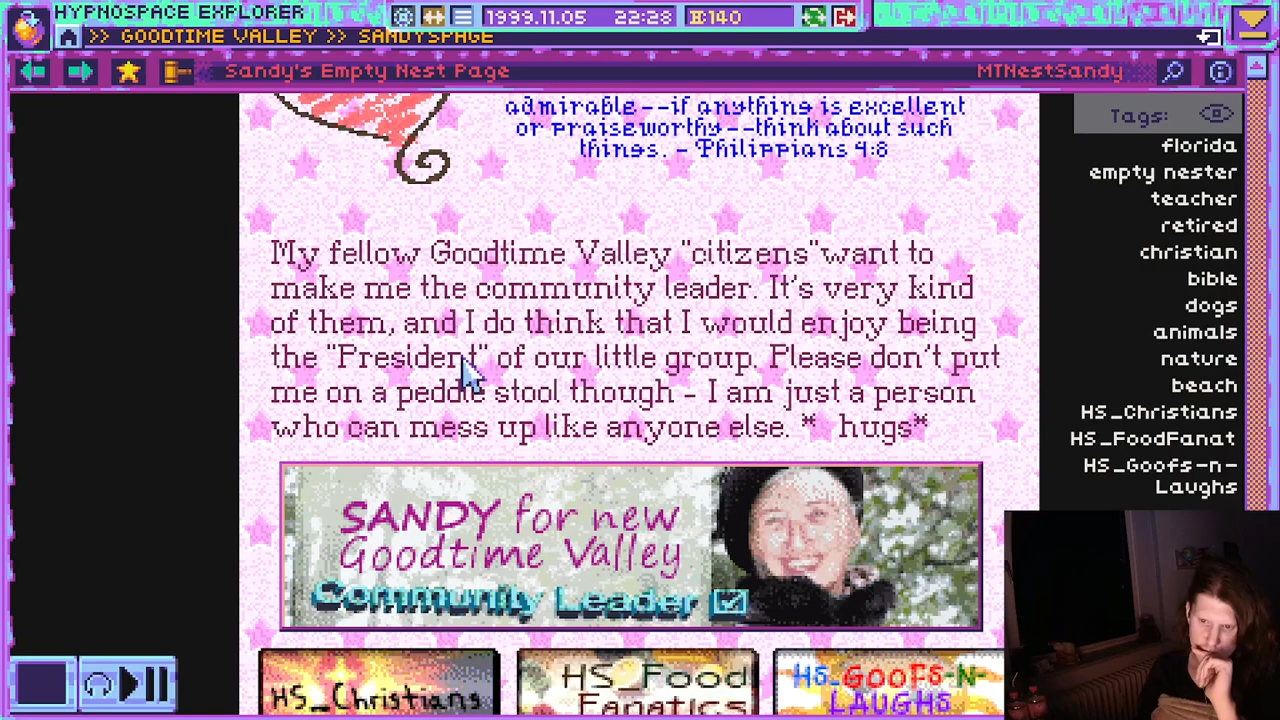 HYPNOSPACE EXPLORER
1999.11.05 22:28 140
>> GOODTIME VALLEY >> SANDYSPAGE
Sandy's Empty Nest Page
MTNestSandy
admirable--if anything is excellent
or praiseworthy--think about such
things. - Philippians 4:8
My fellow Goodtime Valley "citizens"want to
make me the community leader. It's very kind
of them, and I do think that I would enjoy being
the "President" of our little group. Please don't put
me on a peddle stool though - I am just a person
who can mess up like anyone else. * hugs*
SANDY for new
Goodtime Valley
Community Leader
HS_Christians
HS_Food
Fanatics
HS_GOOFS-N-
LAUGHS
Tags:
florida
empty nester
teacher
retired
christian
bible
dogs
animals
nature
beach
HS_Christians
HS_FoodFanat
HS_Goofs-n-
Laughs